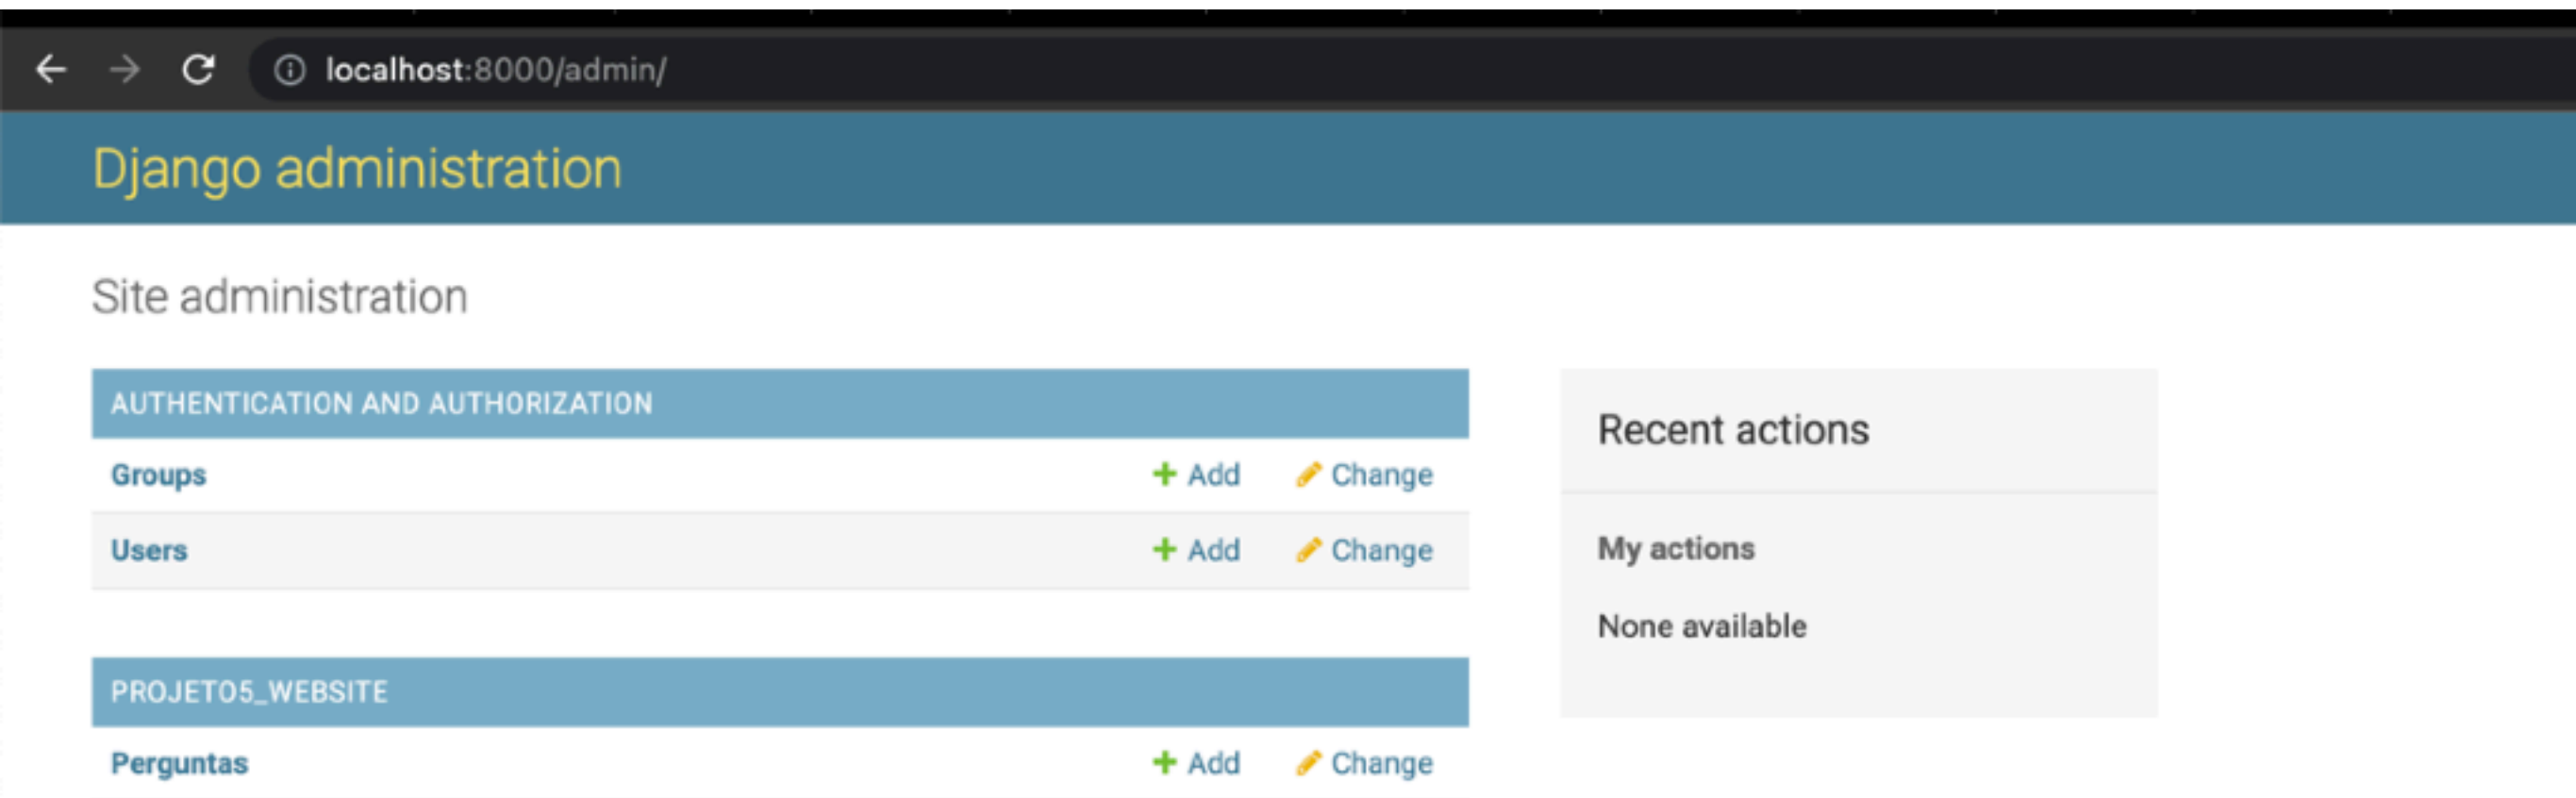 localhost:8000/admin/
Django administration
Site administration
AUTHENTICATION AND AUTHORIZATION
Groups + Add Change
Users + Add Change
PROJETO5_WEBSITE
Perguntas + Add Change
Recent actions
My actions
None available